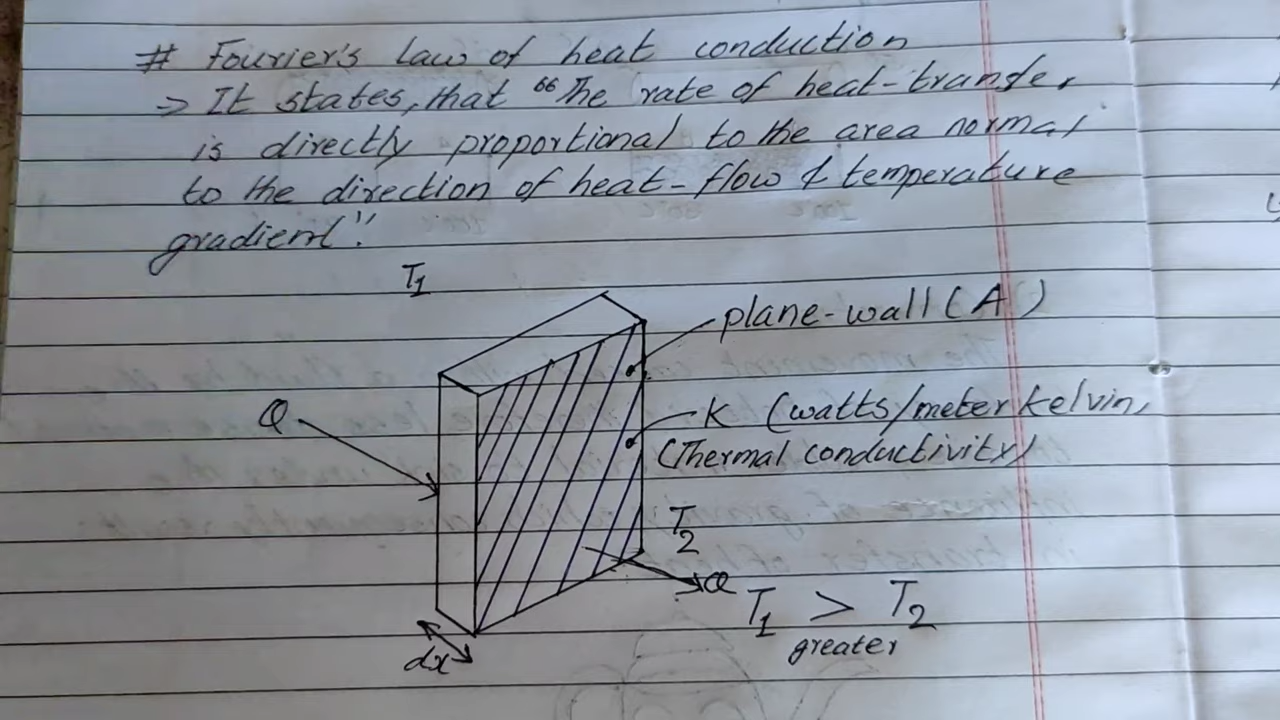 # Fourier's law of heat conduction
⇒ It states, that "The rate of heat-transfer
is directly proportional to the area normal
to the direction of heat-flow & temperature
gradient".
T1
plane-wall (A)
Q
K (watts/meter kelvin)
(Thermal conductivity)
T2
Q
T1 > T2
greater
dx